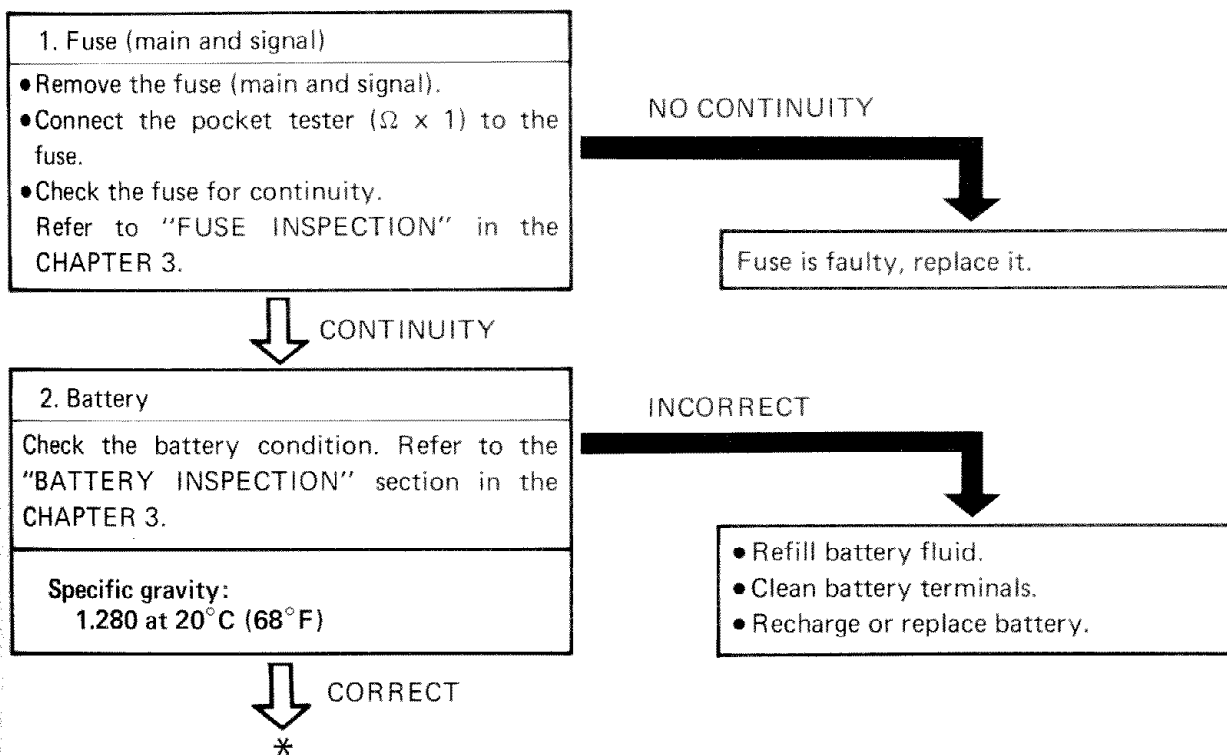 1. Fuse (main and signal)
●Remove the fuse (main and signal).
●Connect the pocket tester (Ω x 1) to the
fuse.
●Check the fuse for continuity.
Refer to "FUSE INSPECTION" in the
CHAPTER 3.
NO CONTINUITY
Fuse is faulty, replace it.
CONTINUITY
2. Battery
Check the battery condition. Refer to the
"BATTERY INSPECTION" section in the
CHAPTER 3.
Specific gravity:
1.280 at 20°C (68°F)
INCORRECT
● Refill battery fluid.
● Clean battery terminals.
● Recharge or replace battery.
CORRECT
*